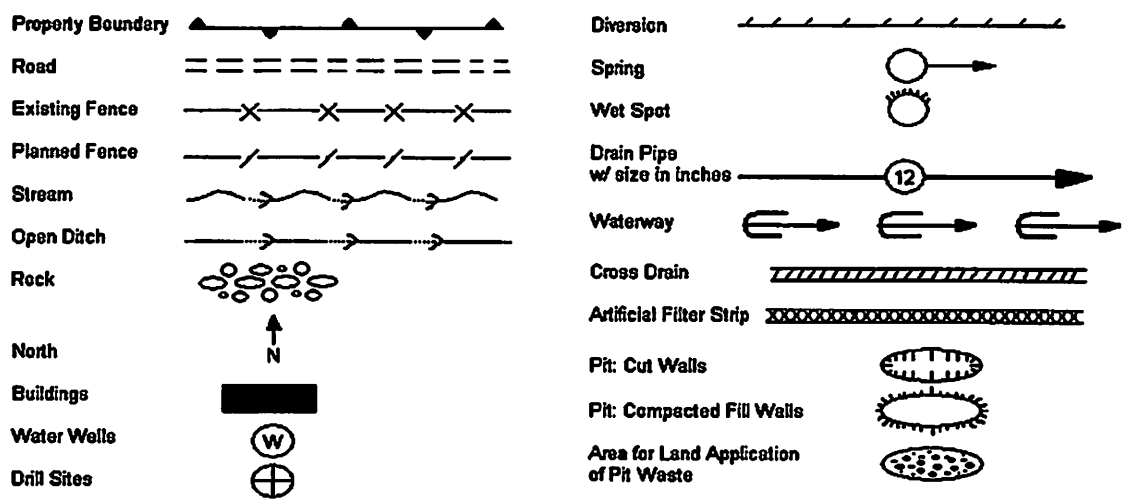 Property Boundary
Road
Existing Fence
Planned Fence
Stream
Open Ditch
Rock
North
N
Buildings
Water Wells
W
Drill Sites
Diversion
Spring
Wet Spot
Drain Pipe
w/ size in inches
12
Waterway
Cross Drain
Artificial Filter Strip
Pit: Cut Walls
Pit: Compacted Fill Walls
Area for Land Application
of Pit Waste